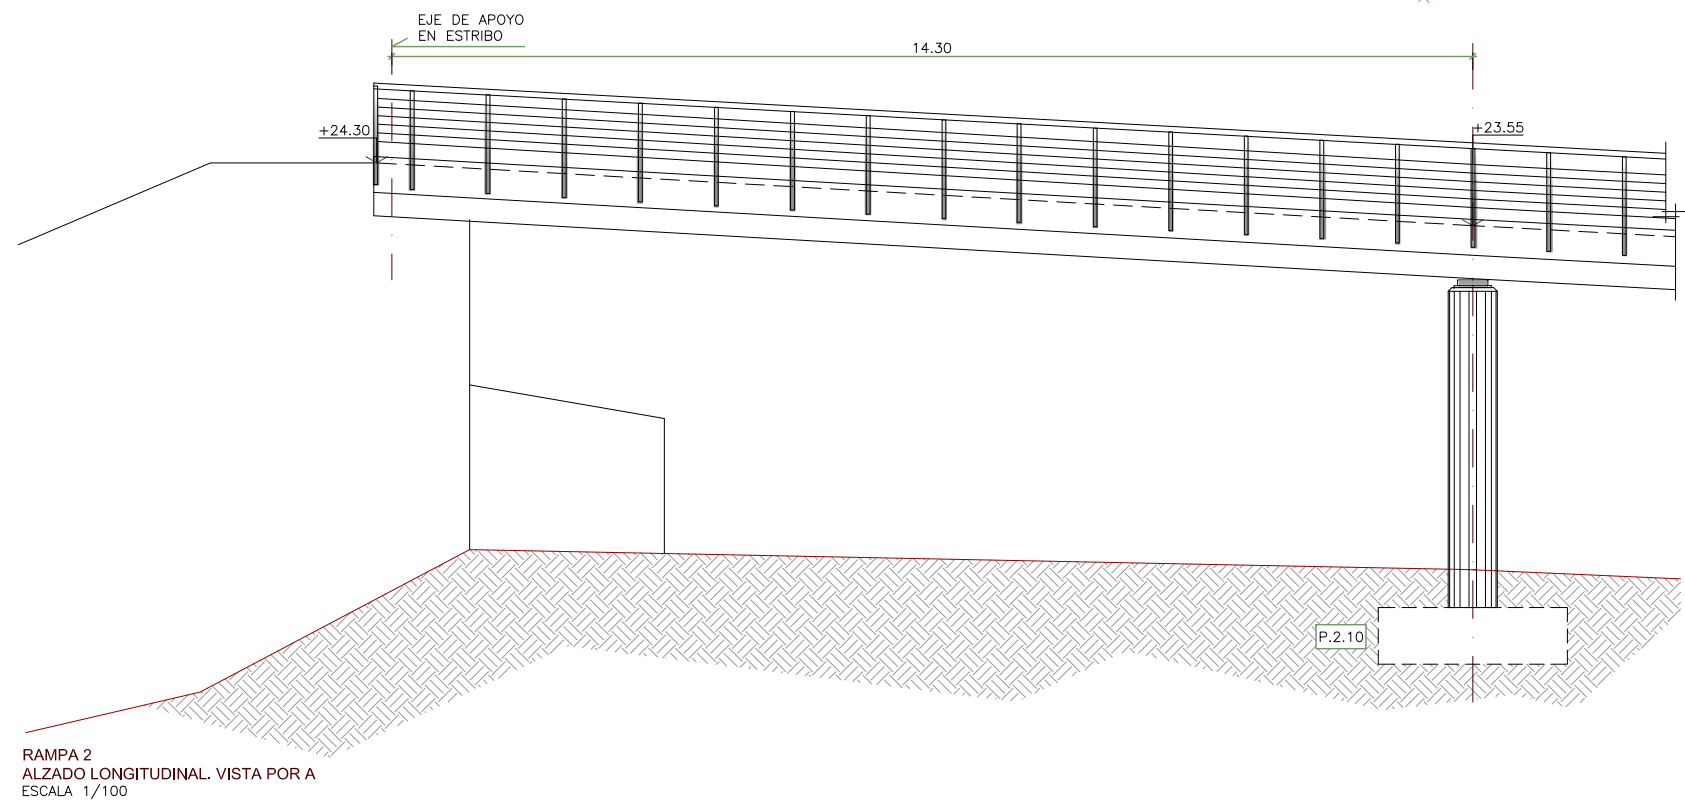 EJE DE APOYO
EN ESTRIBO
14.30
+24.30
+23.55
P.2.10
RAMPA 2
ALZADO LONGITUDINAL. VISTA POR A
ESCALA 1/100